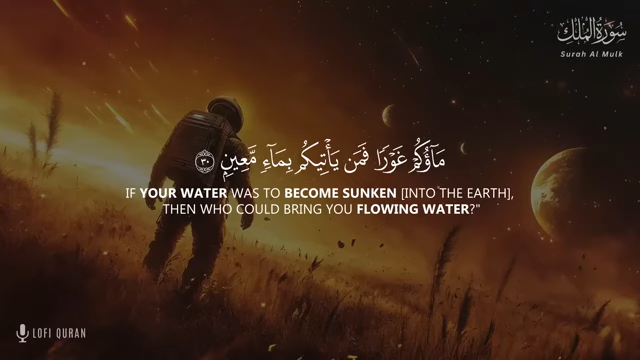 سُورَةُ المُلْكِ
Surah Al Mulk
مَآؤُكُمْ غَوْرًا فَمَن يَأْتِيكُم بِمَآءٍ مَّعِينٍ ٣٠
IF YOUR WATER WAS TO BECOME SUNKEN [INTO THE EARTH],
THEN WHO COULD BRING YOU FLOWING WATER?"
LOFI QURAN